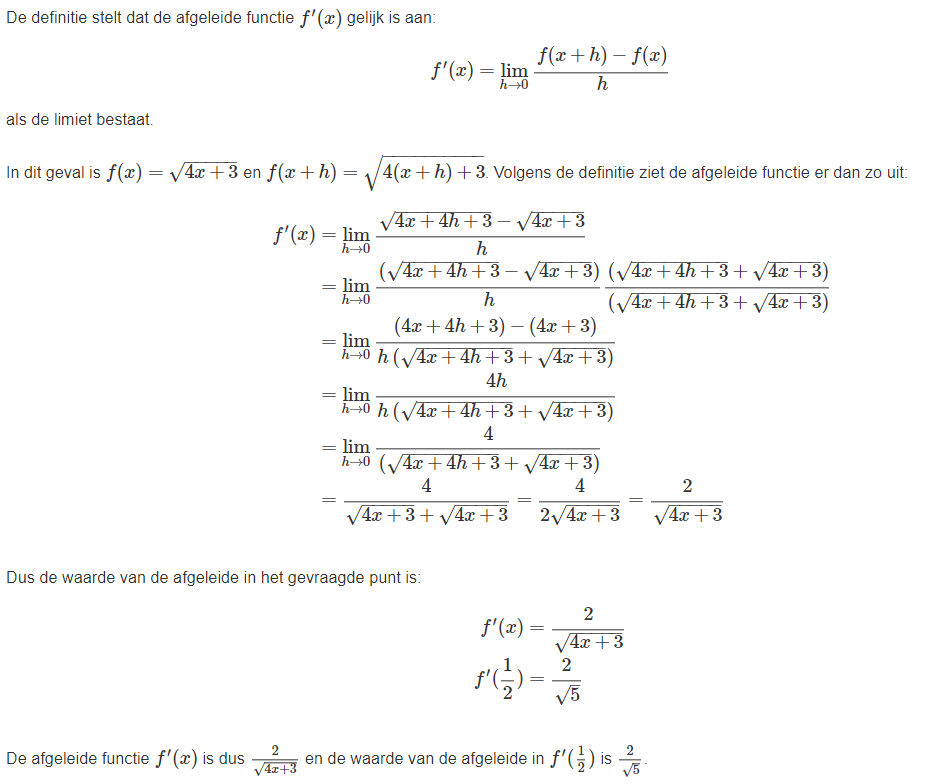 De definitie stelt dat de afgeleide functie $f'(x)$ gelijk is aan:
$f'(x) = \lim_{h \to 0} \frac{f(x+h) - f(x)}{h}$
als de limiet bestaat.
In dit geval is $f(x) = \sqrt{4x+3}$ en $f(x+h) = \sqrt{4(x+h)+3}$. Volgens de definitie ziet de afgeleide functie er dan zo uit:
$f'(x) = \lim_{h \to 0} \frac{\sqrt{4x+4h+3} - \sqrt{4x+3}}{h}$
$= \lim_{h \to 0} \frac{(\sqrt{4x+4h+3} - \sqrt{4x+3})}{h} \frac{(\sqrt{4x+4h+3} + \sqrt{4x+3})}{(\sqrt{4x+4h+3} + \sqrt{4x+3})}$
$= \lim_{h \to 0} \frac{(4x+4h+3) - (4x+3)}{h(\sqrt{4x+4h+3} + \sqrt{4x+3})}$
$= \lim_{h \to 0} \frac{4h}{h(\sqrt{4x+4h+3} + \sqrt{4x+3})}$
$= \lim_{h \to 0} \frac{4}{(\sqrt{4x+4h+3} + \sqrt{4x+3})}$
$= \frac{4}{\sqrt{4x+3} + \sqrt{4x+3}} = \frac{4}{2\sqrt{4x+3}} = \frac{2}{\sqrt{4x+3}}$
Dus de waarde van de afgeleide in het gevraagde punt is:
$f'(x) = \frac{2}{\sqrt{4x+3}}$
$f'(\frac{1}{2}) = \frac{2}{\sqrt{5}}$
De afgeleide functie $f'(x)$ is dus $\frac{2}{\sqrt{4x+3}}$ en de waarde van de afgeleide in $f'(\frac{1}{2})$ is $\frac{2}{\sqrt{5}}$.